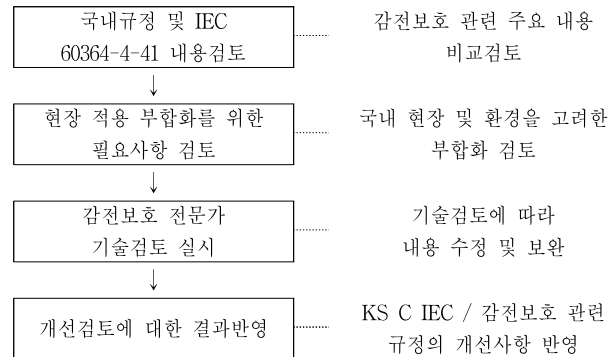 국내규정 및 IEC
60364-4-41 내용검토
감전보호 관련 주요 내용
비교검토
현장 적용 부합화를 위한
필요사항 검토
국내 현장 및 환경을 고려한
부합화 검토
감전보호 전문가
기술검토 실시
기술검토에 따라
내용 수정 및 보완
개선검토에 대한 결과반영
KS C IEC / 감전보호 관련
규정의 개선사항 반영